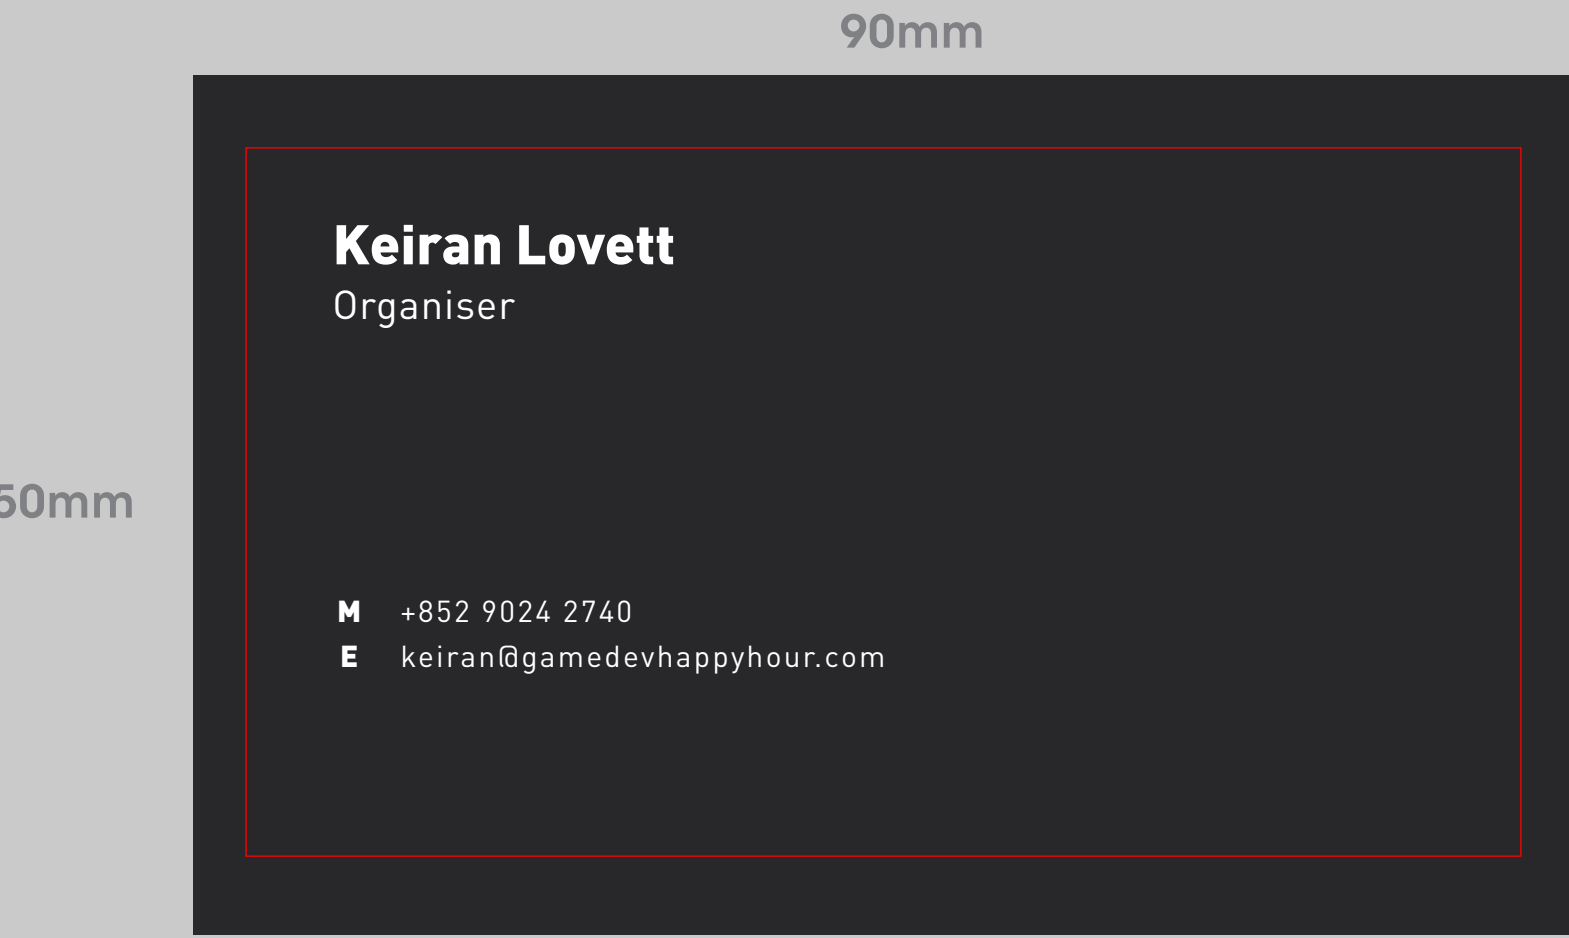 90mm
Keiran Lovett
Organiser
50mm
M +852 9024 2740
E keiran@gamedevhappyhour.com